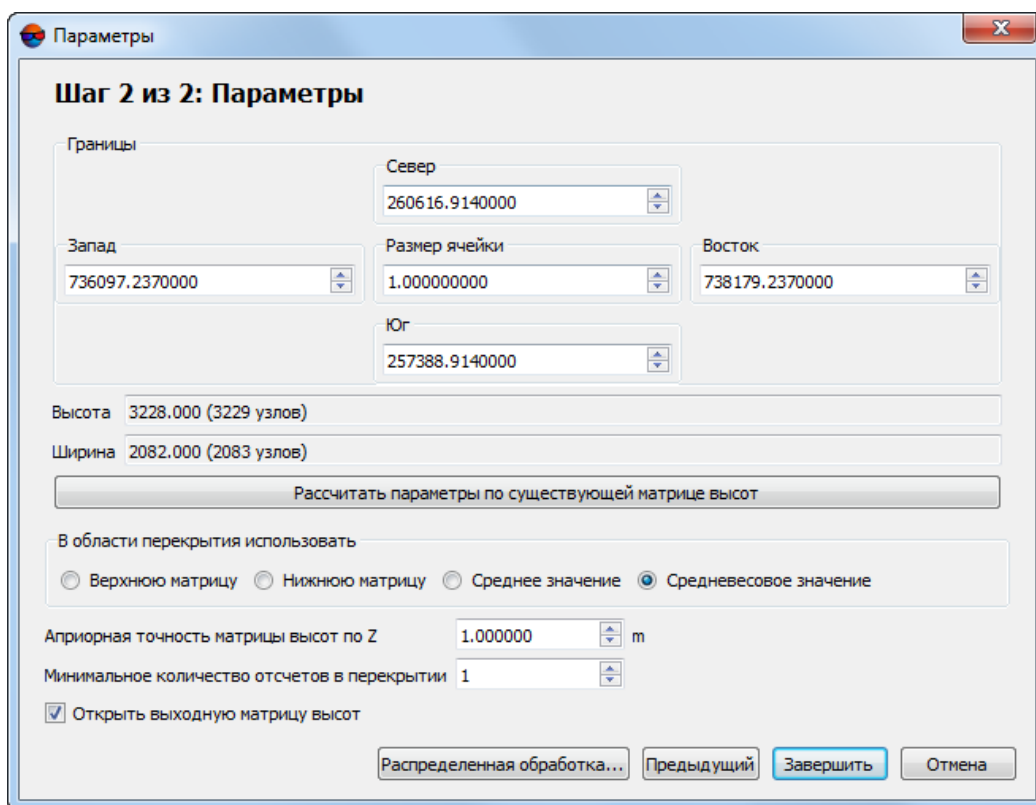 Параметры
Шаг 2 из 2: Параметры
Границы
Север
260616.9140000
Запад
736097.2370000
Размер ячейки
1.000000000
Восток
738179.2370000
Юг
257388.9140000
Высота 3228.000 (3229 узлов)
Ширина 2082.000 (2083 узлов)
Рассчитать параметры по существующей матрице высот
В области перекрытия использовать
Верхнюю матрицу Нижнюю матрицу Среднее значение Средневесовое значение
Априорная точность матрицы высот по Z 1.000000 m
Минимальное количество отсчетов в перекрытии 1
Открыть выходную матрицу высот
Распределенная обработка... Предыдущий Завершить Отмена